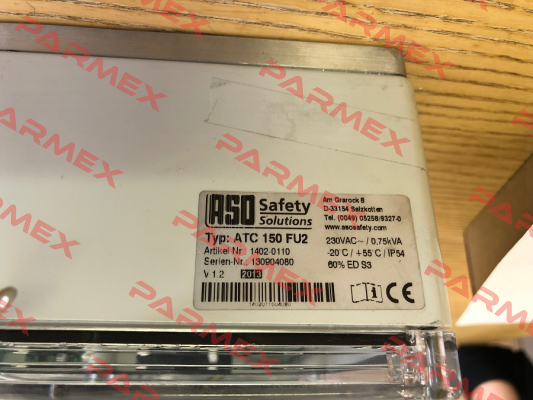 PARMEX
PARMEX
PARMEX
PARMEX
PARMEX
PARMEX
ASO Safety Solutions
Typ: ATC 150 FU2
Artikel Nr. 1402-0110
Serien-Nr.: 130904080
V 1.2 2013
Am Grarock 8
D-33154 Salzkotten
Tel. (0049) 05258/9327-0
www.asosafety.com
230VAC~ / 0,75kVA
-20°C / +55°C / IP54
60% ED S3
CE